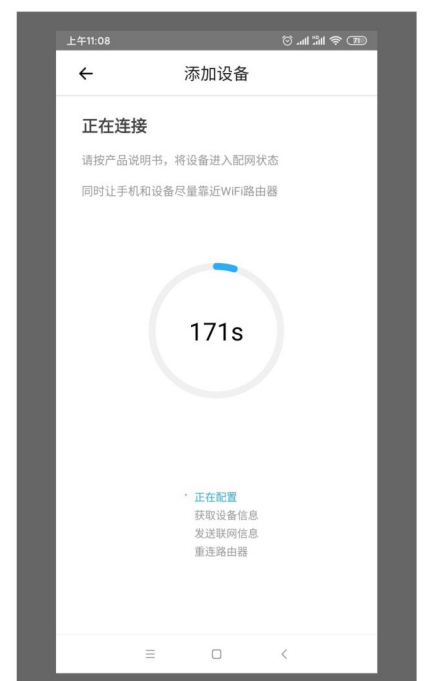 上午11:08
添加设备
正在连接
请按产品说明书，将设备进入配网状态
同时让手机和设备尽量靠近WiFi路由器
171s
正在配置
获取设备信息
发送联网信息
重连路由器